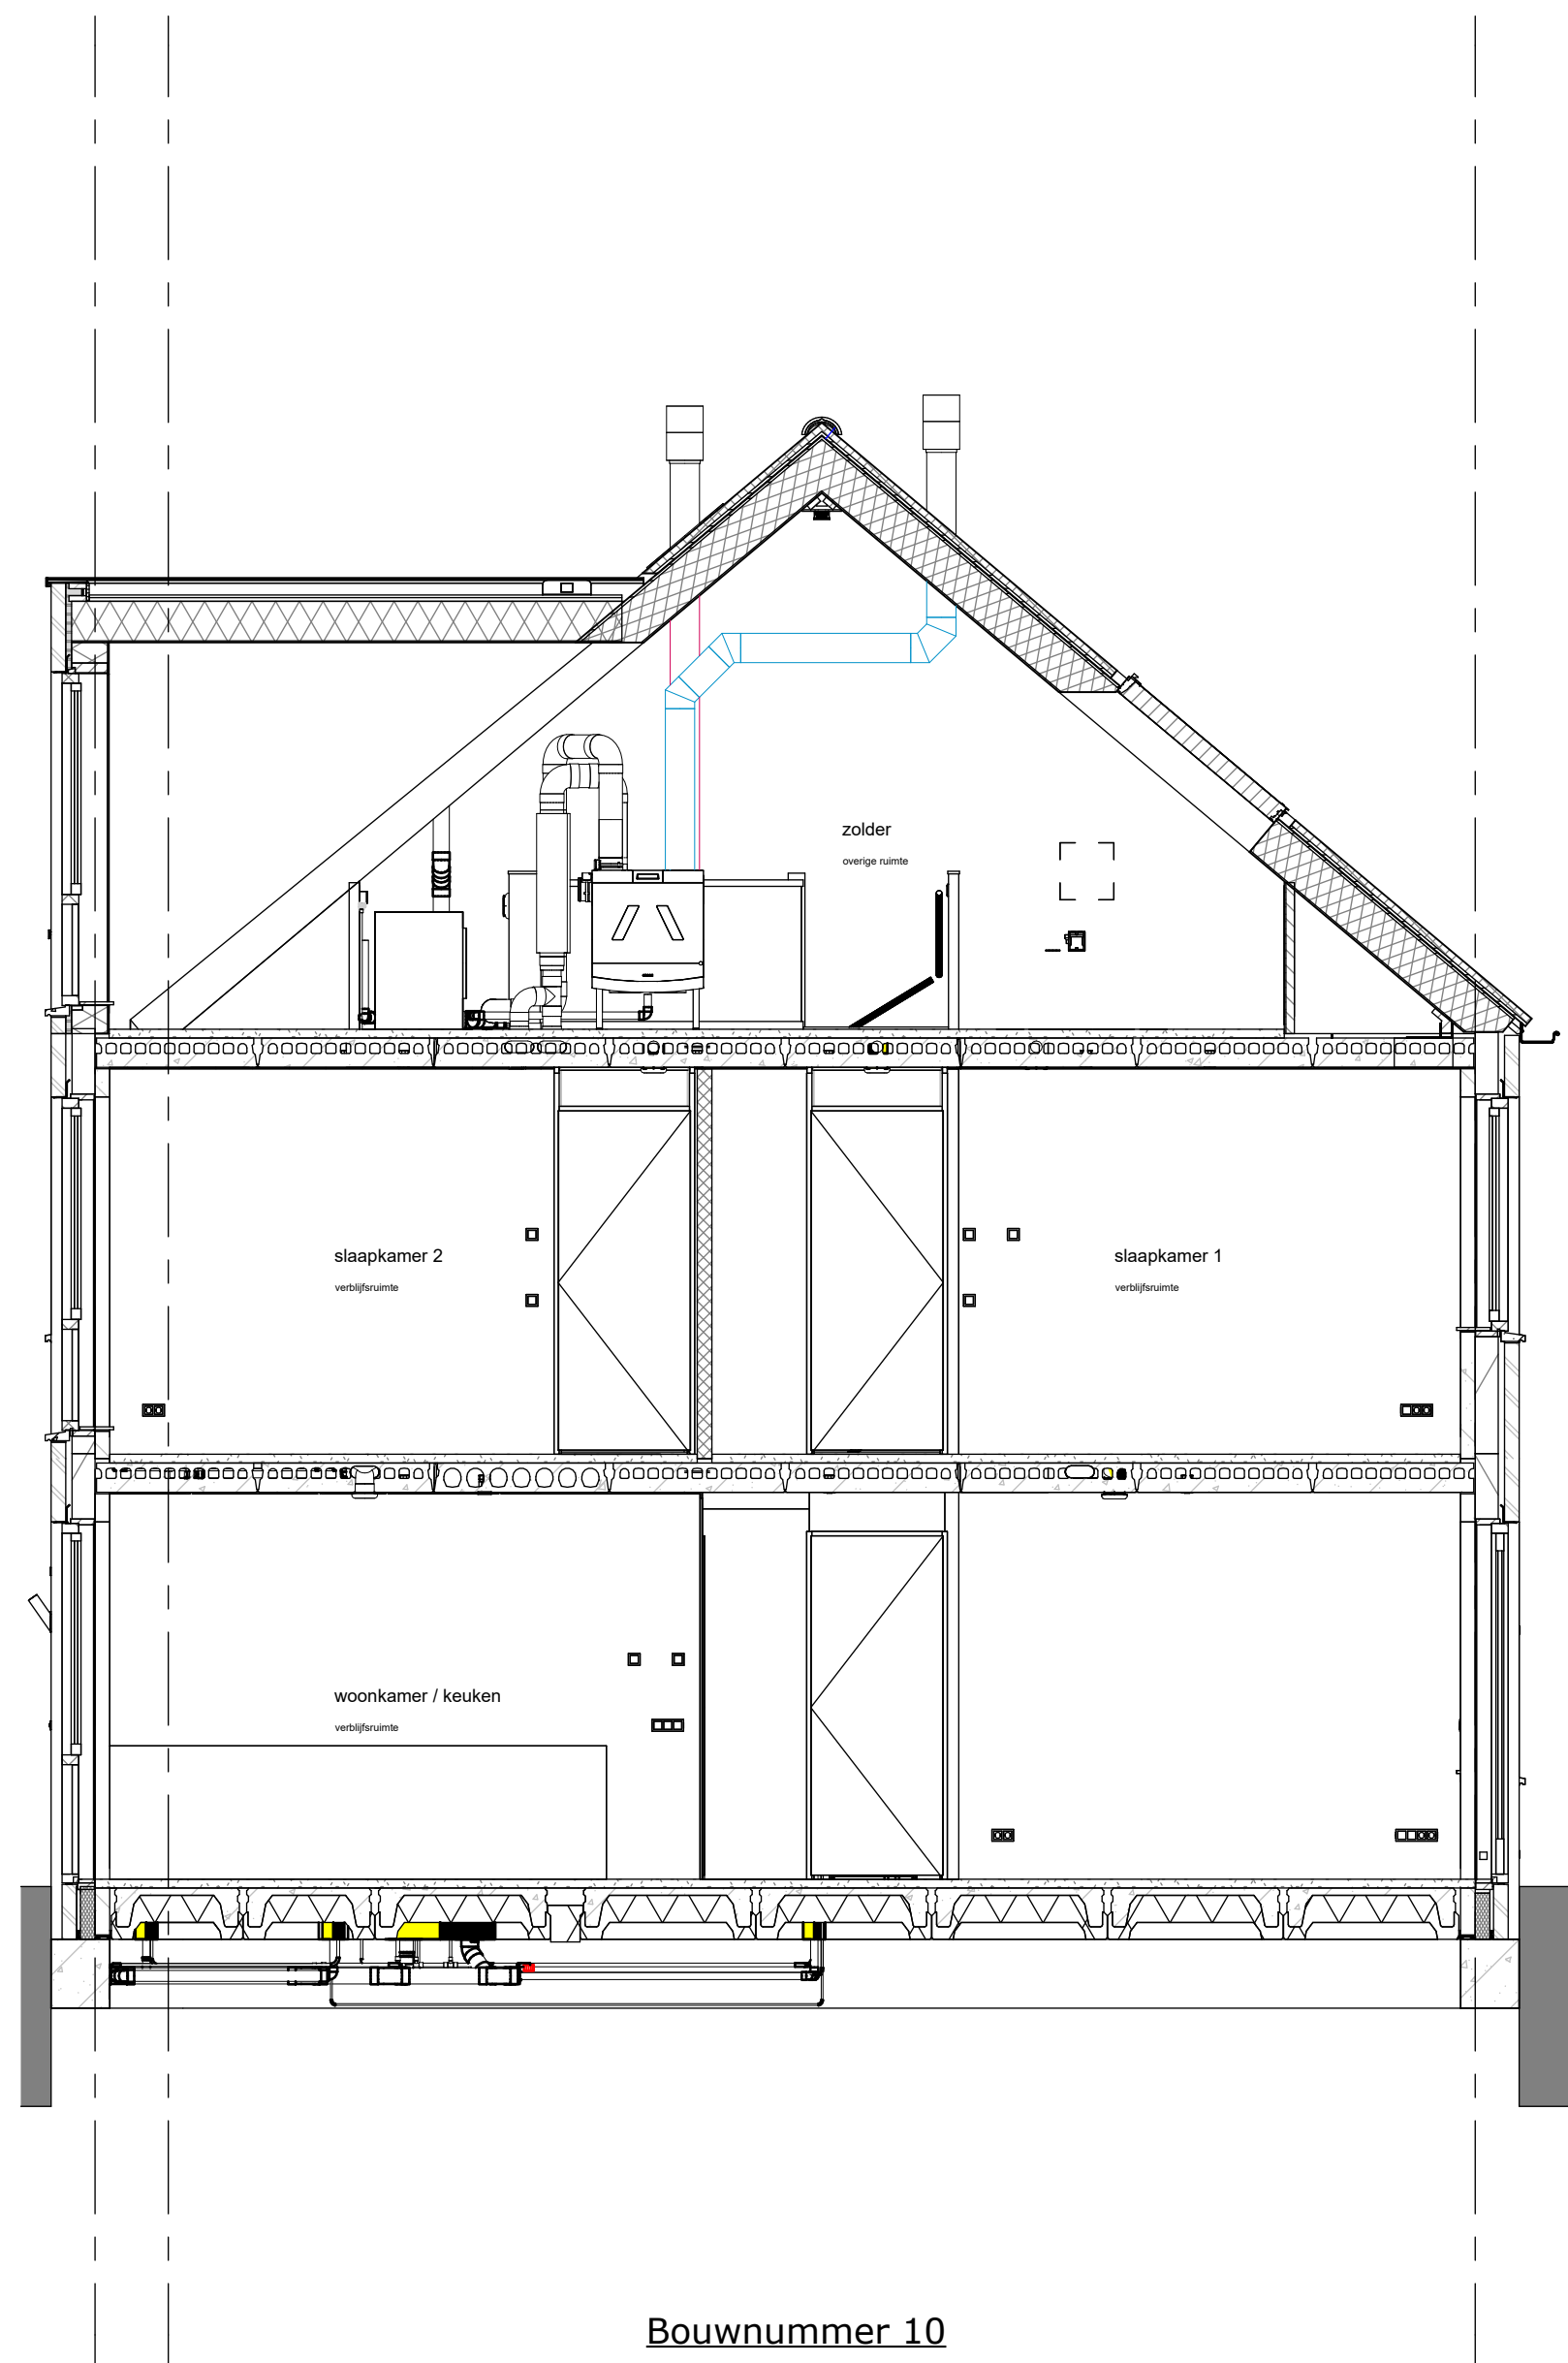 zolder
overige ruimte
slaapkamer 2
verblijfsruimte
slaapkamer 1
verblijfsruimte
woonkamer / keuken
verblijfsruimte
Bouwnummer 10